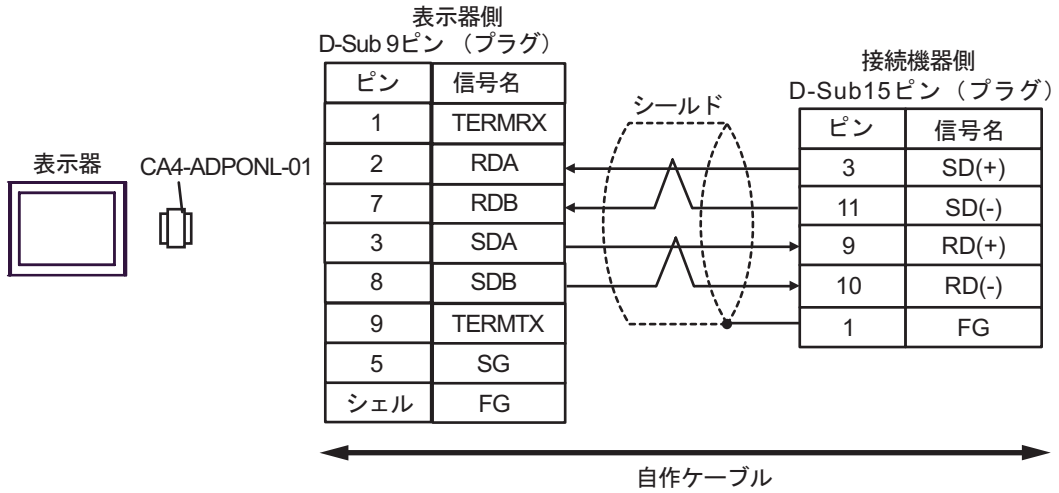 表示器側
D-Sub 9ピン （プラグ）
ピン 信号名
1 TERMRX
2 RDA
7 RDB
3 SDA
8 SDB
9 TERMTX
5 SG
シェル FG
表示器
CA4-ADPONL-01
シールド
接続機器側
D-Sub15ピン（プラグ）
ピン 信号名
3 SD(+)
11 SD(-)
9 RD(+)
10 RD(-)
1 FG
自作ケーブル